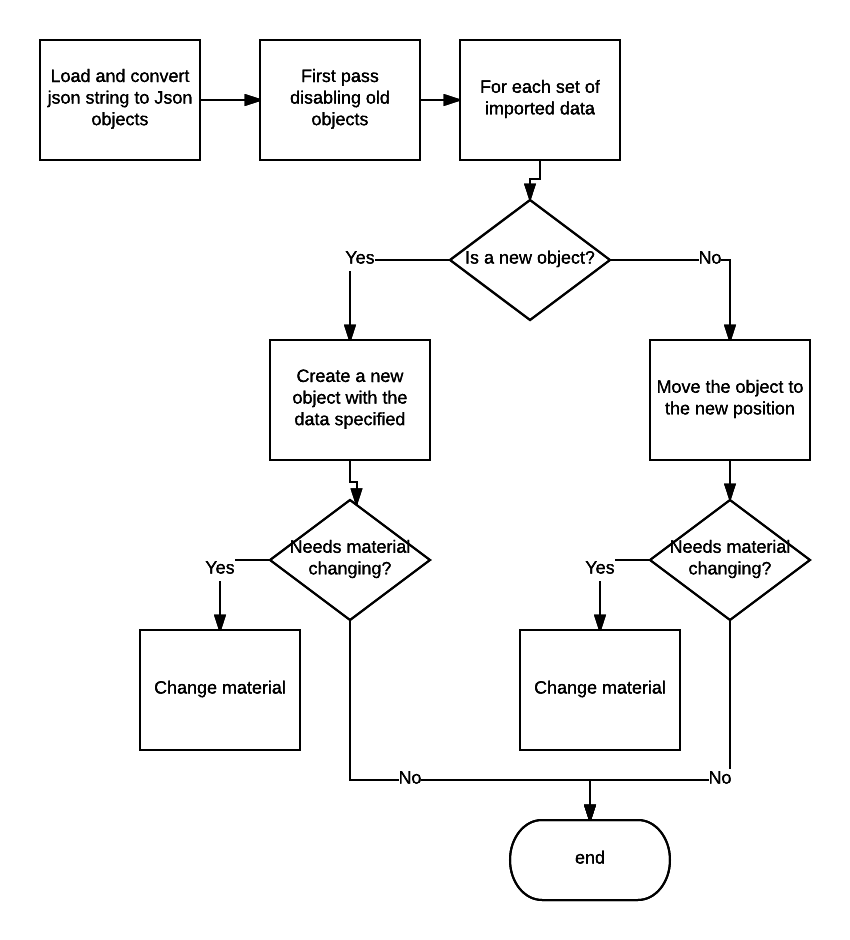 Load and convert
json string to Json
objects
First pass
disabling old
objects
For each set of
imported data
Is a new object?
Yes
No
Create a new
object with the
data specified
Move the object to
the new position
Needs material
changing?
Yes
Needs material
changing?
Yes
Change material
Change material
No
No
end